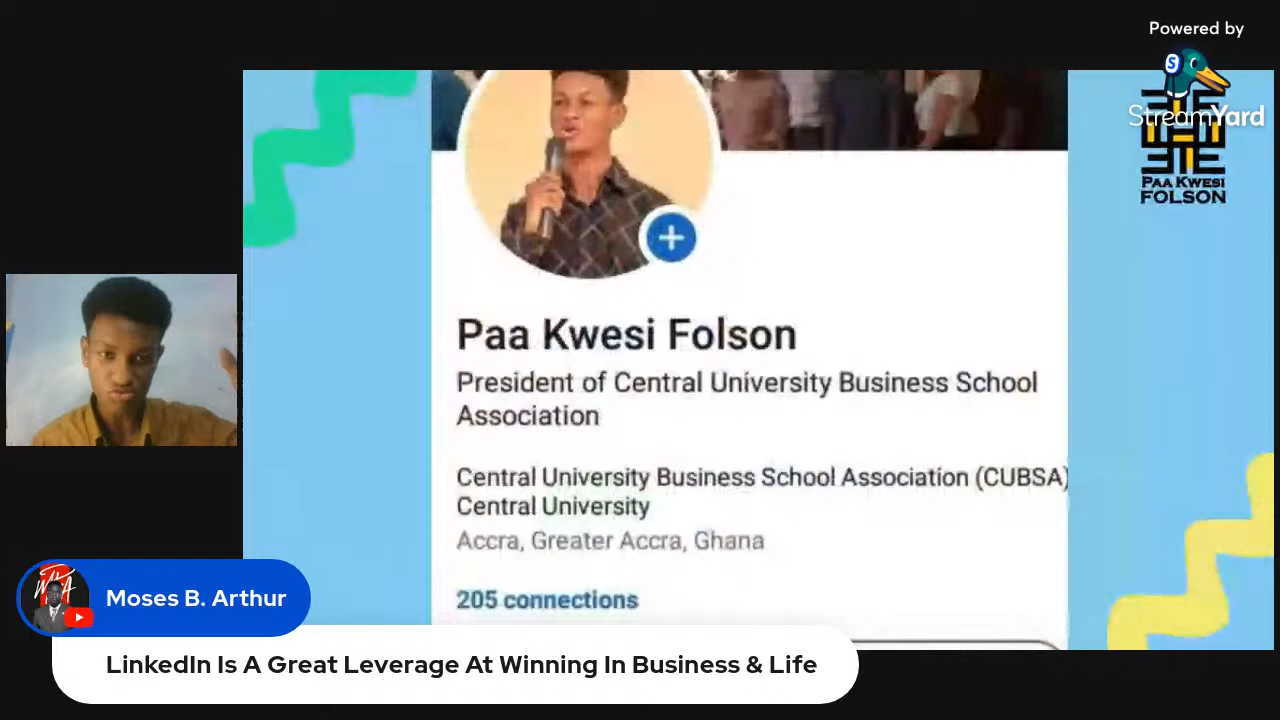 Powered by
S
StreamYard
PAA KWESI
FOLSON
Paa Kwesi Folson
President of Central University Business School
Association
Central University Business School Association (CUBSA)
Central University
Accra, Greater Accra, Ghana
205 connections
Moses B. Arthur
LinkedIn Is A Great Leverage At Winning In Business & Life